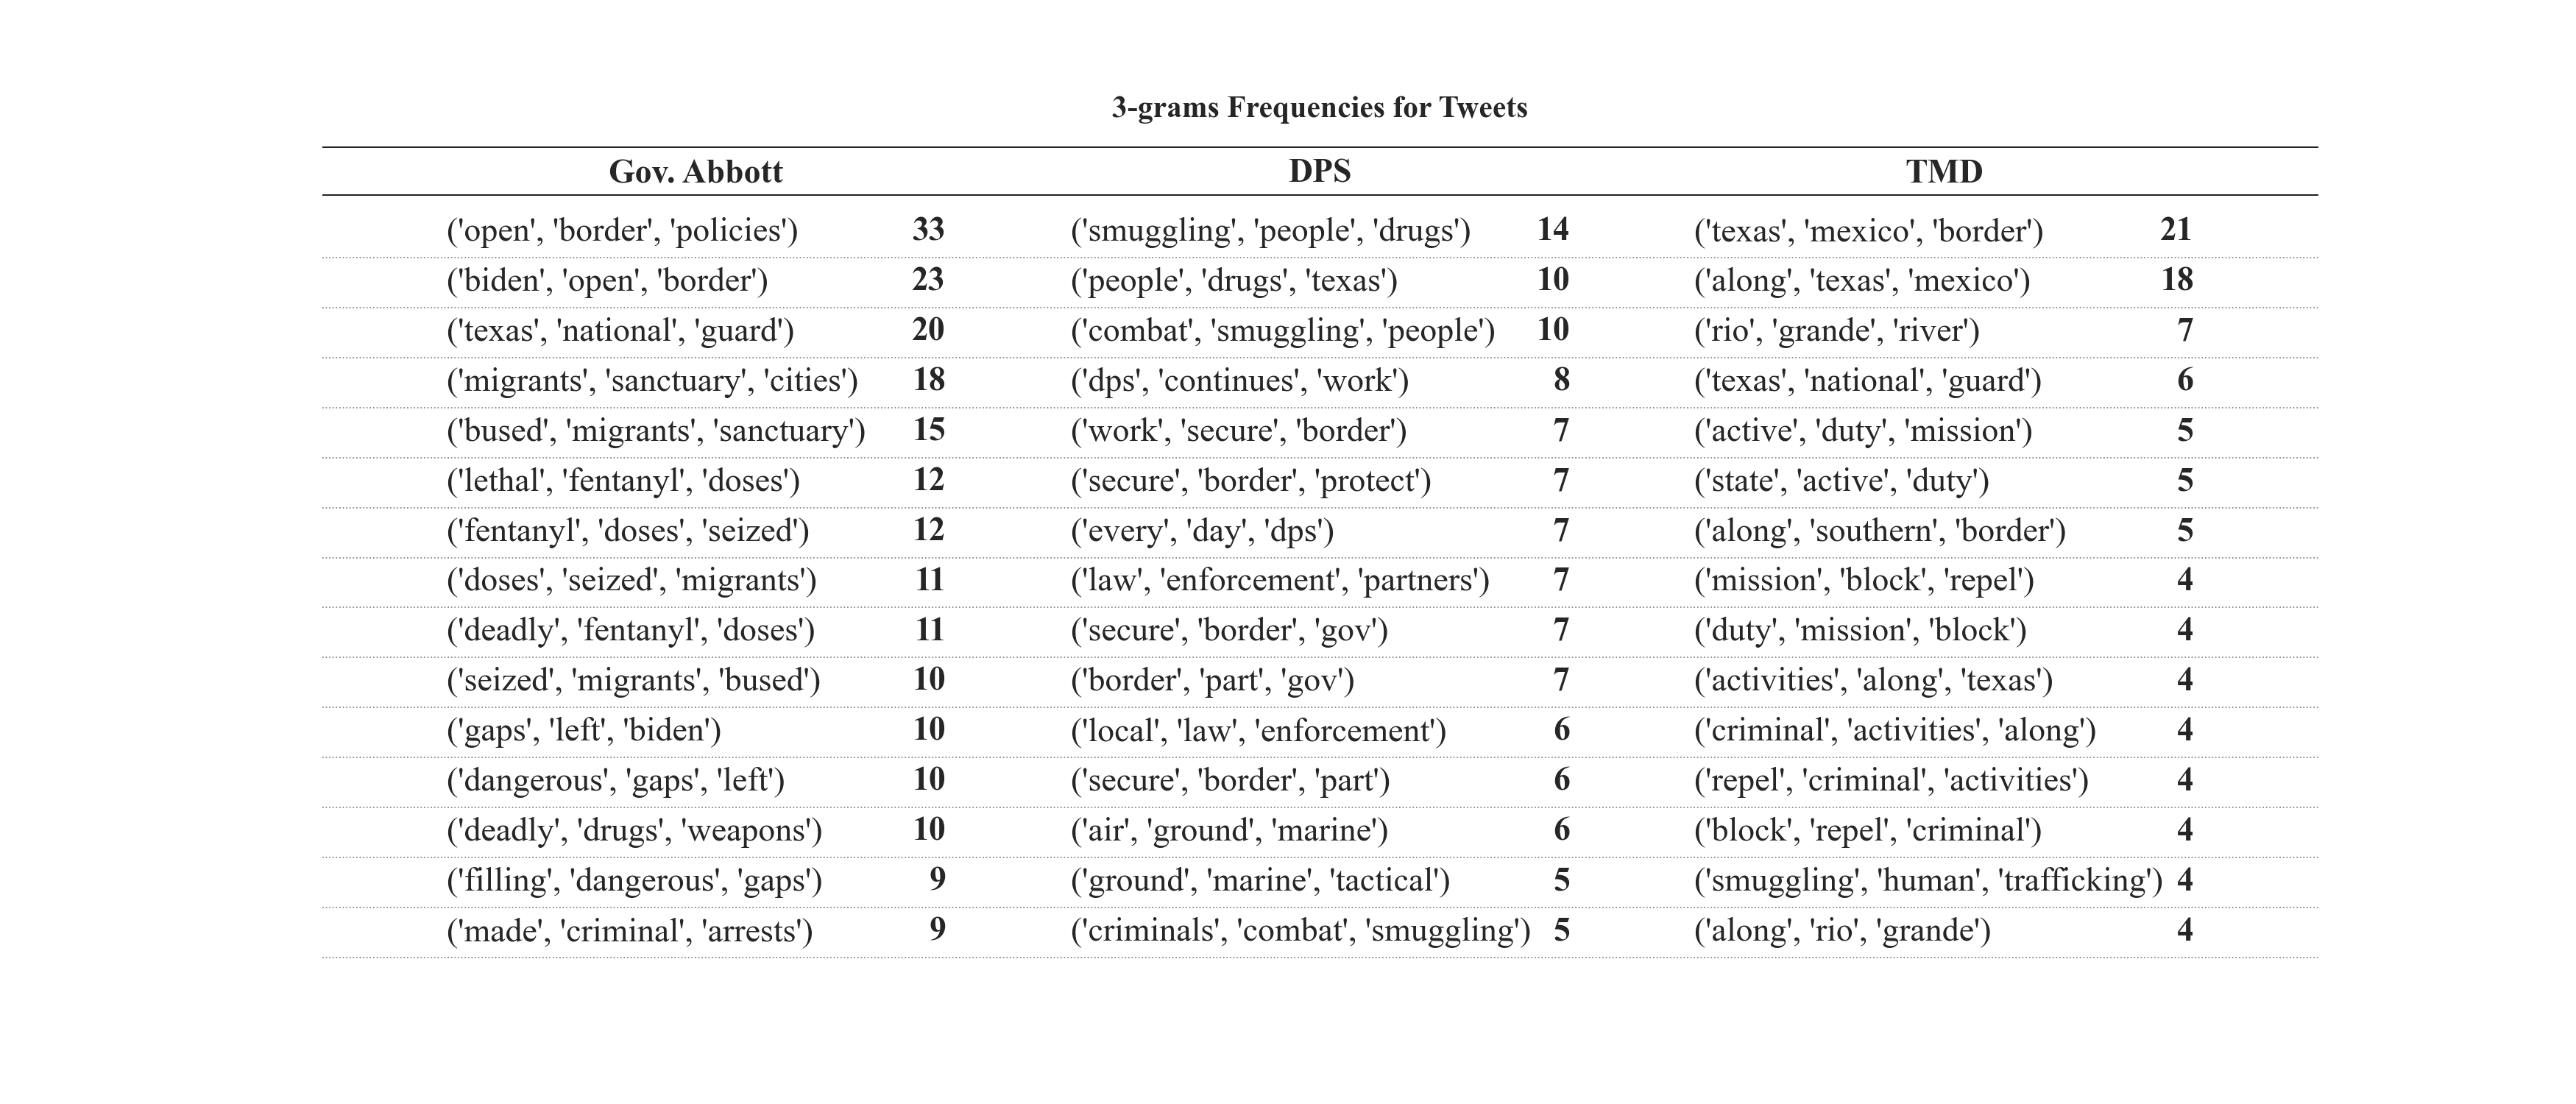 3-grams Frequencies for Tweets
Gov. Abbott DPS TMD
('open', 'border', 'policies') 33 ('smuggling', 'people', 'drugs') 14 ('texas', 'mexico', 'border') 21
('biden', 'open', 'border') 23 ('people', 'drugs', 'texas') 10 ('along', 'texas', 'mexico') 18
('texas', 'national', 'guard') 20 ('combat', 'smuggling', 'people') 10 ('rio', 'grande', 'river') 7
('migrants', 'sanctuary', 'cities') 18 ('dps', 'continues', 'work') 8 ('texas', 'national', 'guard') 6
('bused', 'migrants', 'sanctuary') 15 ('work', 'secure', 'border') 7 ('active', 'duty', 'mission') 5
('lethal', 'fentanyl', 'doses') 12 ('secure', 'border', 'protect') 7 ('state', 'active', 'duty') 5
('fentanyl', 'doses', 'seized') 12 ('every', 'day', 'dps') 7 ('along', 'southern', 'border') 5
('doses', 'seized', 'migrants') 11 ('law', 'enforcement', 'partners') 7 ('mission', 'block', 'repel') 4
('deadly', 'fentanyl', 'doses') 11 ('secure', 'border', 'gov') 7 ('duty', 'mission', 'block') 4
('seized', 'migrants', 'bused') 10 ('border', 'part', 'gov') 7 ('activities', 'along', 'texas') 4
('gaps', 'left', 'biden') 10 ('local', 'law', 'enforcement') 6 ('criminal', 'activities', 'along') 4
('dangerous', 'gaps', 'left') 10 ('secure', 'border', 'part') 6 ('repel', 'criminal', 'activities') 4
('deadly', 'drugs', 'weapons') 10 ('air', 'ground', 'marine') 6 ('block', 'repel', 'criminal') 4
('filling', 'dangerous', 'gaps') 9 ('ground', 'marine', 'tactical') 5 ('smuggling', 'human', 'trafficking') 4
('made', 'criminal', 'arrests') 9 ('criminals', 'combat', 'smuggling') 5 ('along', 'rio', 'grande') 4